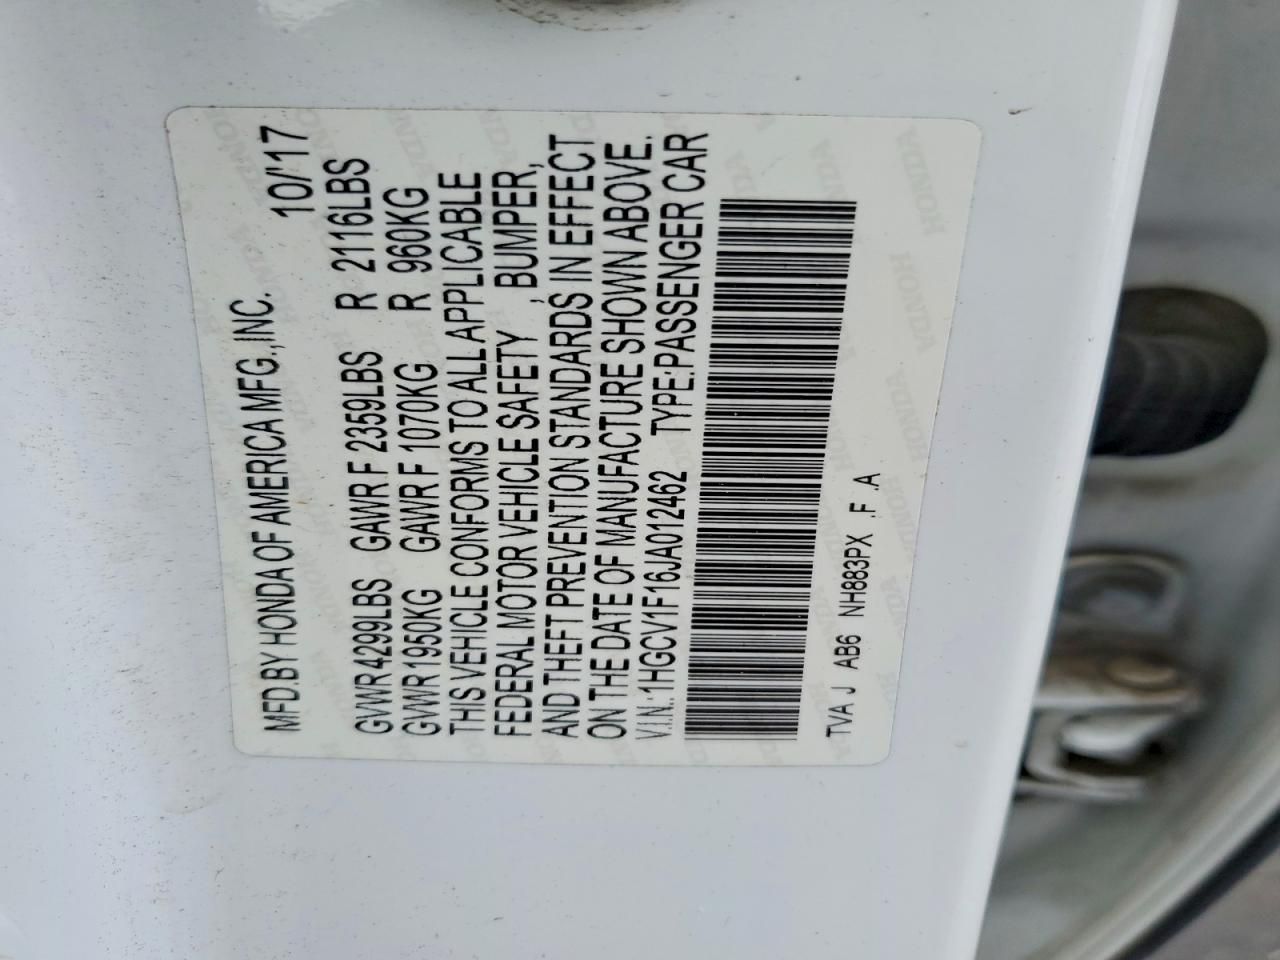 MFD.BY HONDA OF AMERICA MFG.,INC. 10/'17
GVWR 4299LBS GAWR F 2359LBS R 2116LBS
GVWR 1950KG GAWR F 1070KG R 960KG
THIS VEHICLE CONFORMS TO ALL APPLICABLE
FEDERAL MOTOR VEHICLE SAFETY , BUMPER,
AND THEFT PREVENTION STANDARDS IN EFFECT
ON THE DATE OF MANUFACTURE SHOWN ABOVE.
V.I.N.:1HGCV1F16JA012462 TYPE:PASSENGER CAR
TVA J AB6 NH883PX .F .A